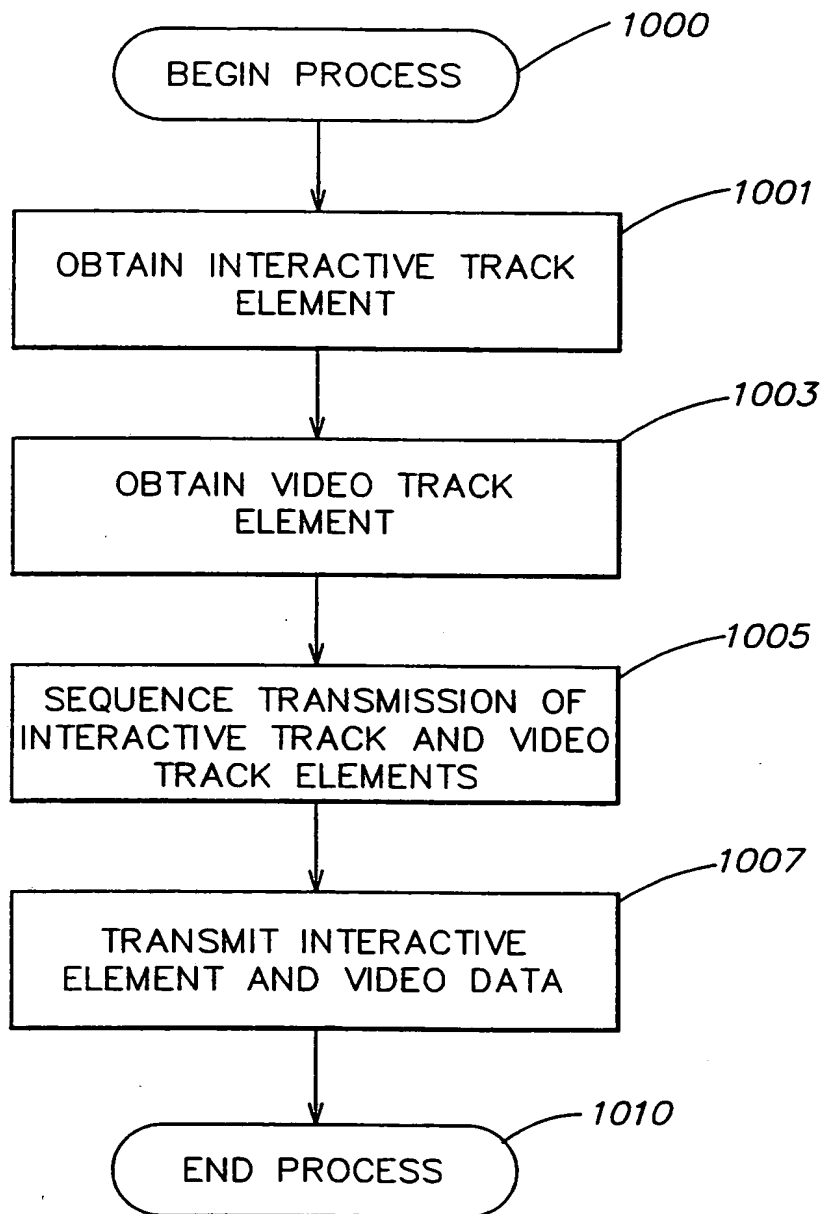 1000
BEGIN PROCESS
1001
OBTAIN INTERACTIVE TRACK
ELEMENT
1003
OBTAIN VIDEO TRACK
ELEMENT
1005
SEQUENCE TRANSMISSION OF
INTERACTIVE TRACK AND VIDEO
TRACK ELEMENTS
1007
TRANSMIT INTERACTIVE
ELEMENT AND VIDEO DATA
1010
END PROCESS